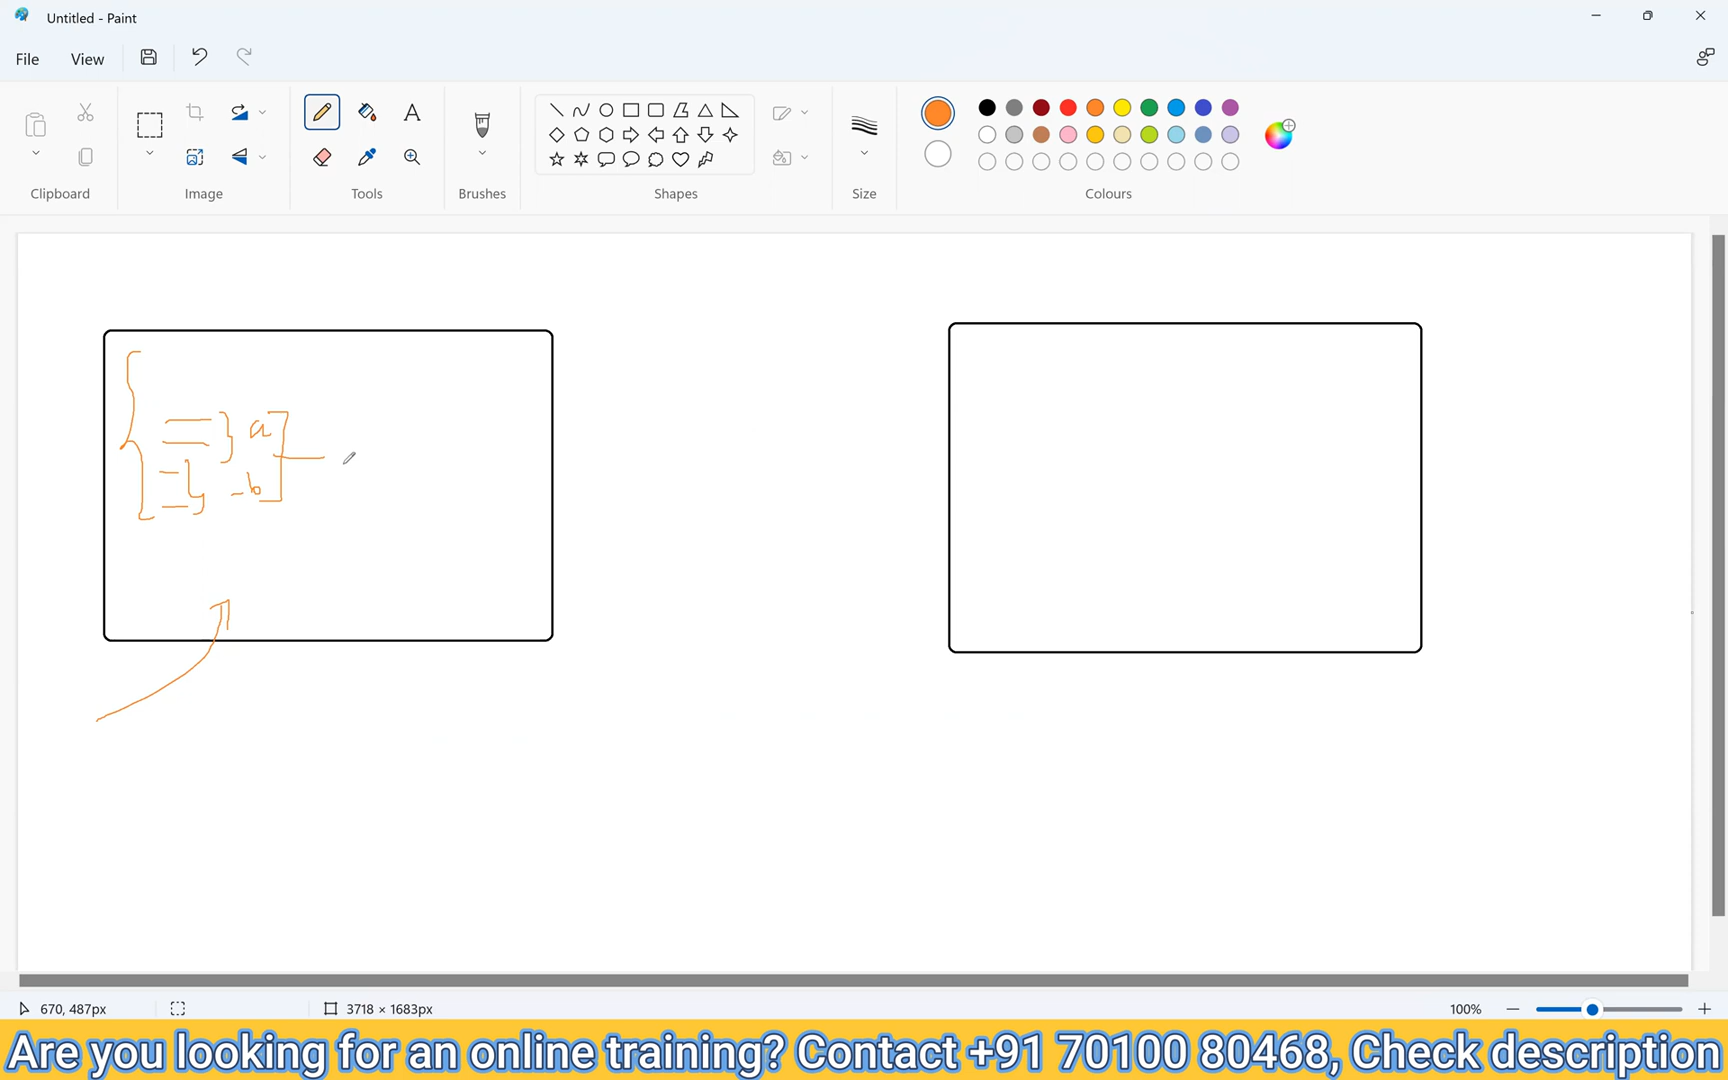 Untitled - Paint
File View
Clipboard Image Tools Brushes Shapes Size Colours
a
- b
670, 487px 3718 × 1683px 100%
Are you looking for an online training? Contact +91 70100 80468, Check description